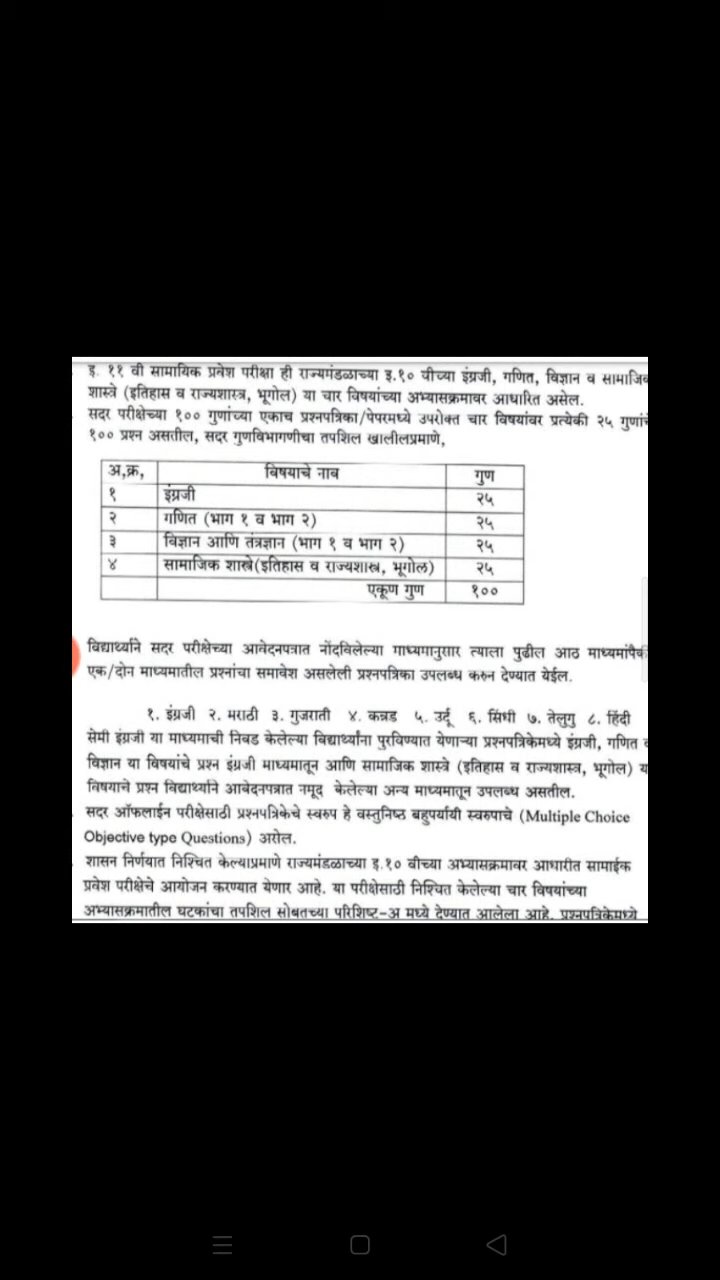 इ. ११ वी सामायिक प्रवेश परीक्षा ही राज्यमंडळाच्या इ.१० वीच्या इंग्रजी, गणित, विज्ञान व सामाजिक
शास्त्रे (इतिहास व राज्यशास्त्र, भूगोल) या चार विषयांच्या अभ्यासक्रमावर आधारित असेल.
सदर परीक्षेच्या १०० गुणांच्या एकाच प्रश्नपत्रिका/पेपरमध्ये उपरोक्त चार विषयांवर प्रत्येकी २५ गुणांचे
१०० प्रश्न असतील, सदर गुणविभागणीचा तपशिल खालीलप्रमाणे,
अ,क्र, विषयाचे नाव गुण
१ इंग्रजी २५
२ गणित (भाग १ व भाग २) २५
३ विज्ञान आणि तंत्रज्ञान (भाग १ व भाग २) २५
४ सामाजिक शास्त्रे(इतिहास व राज्यशास्त्र, भूगोल) २५
एकूण गुण १००
विद्यार्थ्याने सदर परीक्षेच्या आवेदनपत्रात नोंदविलेल्या माध्यमानुसार त्याला पुढील आठ माध्यमांपैकी
एक/दोन माध्यमातील प्रश्नांचा समावेश असलेली प्रश्नपत्रिका उपलब्ध करुन देण्यात येईल.
१. इंग्रजी २. मराठी ३. गुजराती ४. कन्नड ५. उर्दू ६. सिंधी ७. तेलुगु ८. हिंदी
सेमी इंग्रजी या माध्यमाची निवड केलेल्या विद्यार्थ्यांना पुरविण्यात येणाऱ्या प्रश्नपत्रिकेमध्ये इंग्रजी, गणित व
विज्ञान या विषयांचे प्रश्न इंग्रजी माध्यमातून आणि सामाजिक शास्त्रे (इतिहास व राज्यशास्त्र, भूगोल) या
विषयाचे प्रश्न विद्यार्थ्याने आबेदनपत्रात नमूद केलेल्या अन्य माध्यमातून उपलब्ध असतील.
सदर ऑफलाईन परीक्षेसाठी प्रश्नपत्रिकेचे स्वरुप हे वस्तुनिष्ठ बहुपर्यायी स्वरुपाचे (Multiple Choice
Objective type Questions) असेल.
शासन निर्णयात निश्चित केल्याप्रमाणे राज्यमंडळाच्या इ.१० वीच्या अभ्यासक्रमावर आधारीत सामाईक
प्रवेश परीक्षेचे आयोजन करण्यात येणार आहे. या परीक्षेसाठी निश्चित केलेल्या चार विषयांच्या
अभ्यासक्रमातील घटकांचा तपशिल सोबतच्या परिशिष्ट-अ मध्ये देण्यात आलेला आहे. प्रश्नपत्रिकेमध्ये